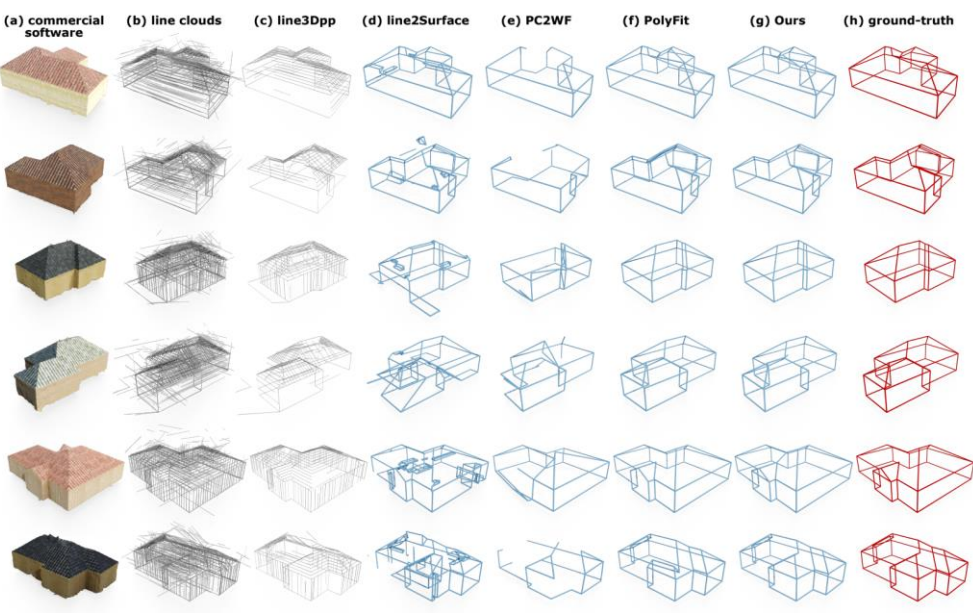 (a) commercial software
(b) line clouds
(c) line3Dpp
(d) line2Surface
(e) PC2WF
(f) PolyFit
(g) Ours
(h) ground-truth